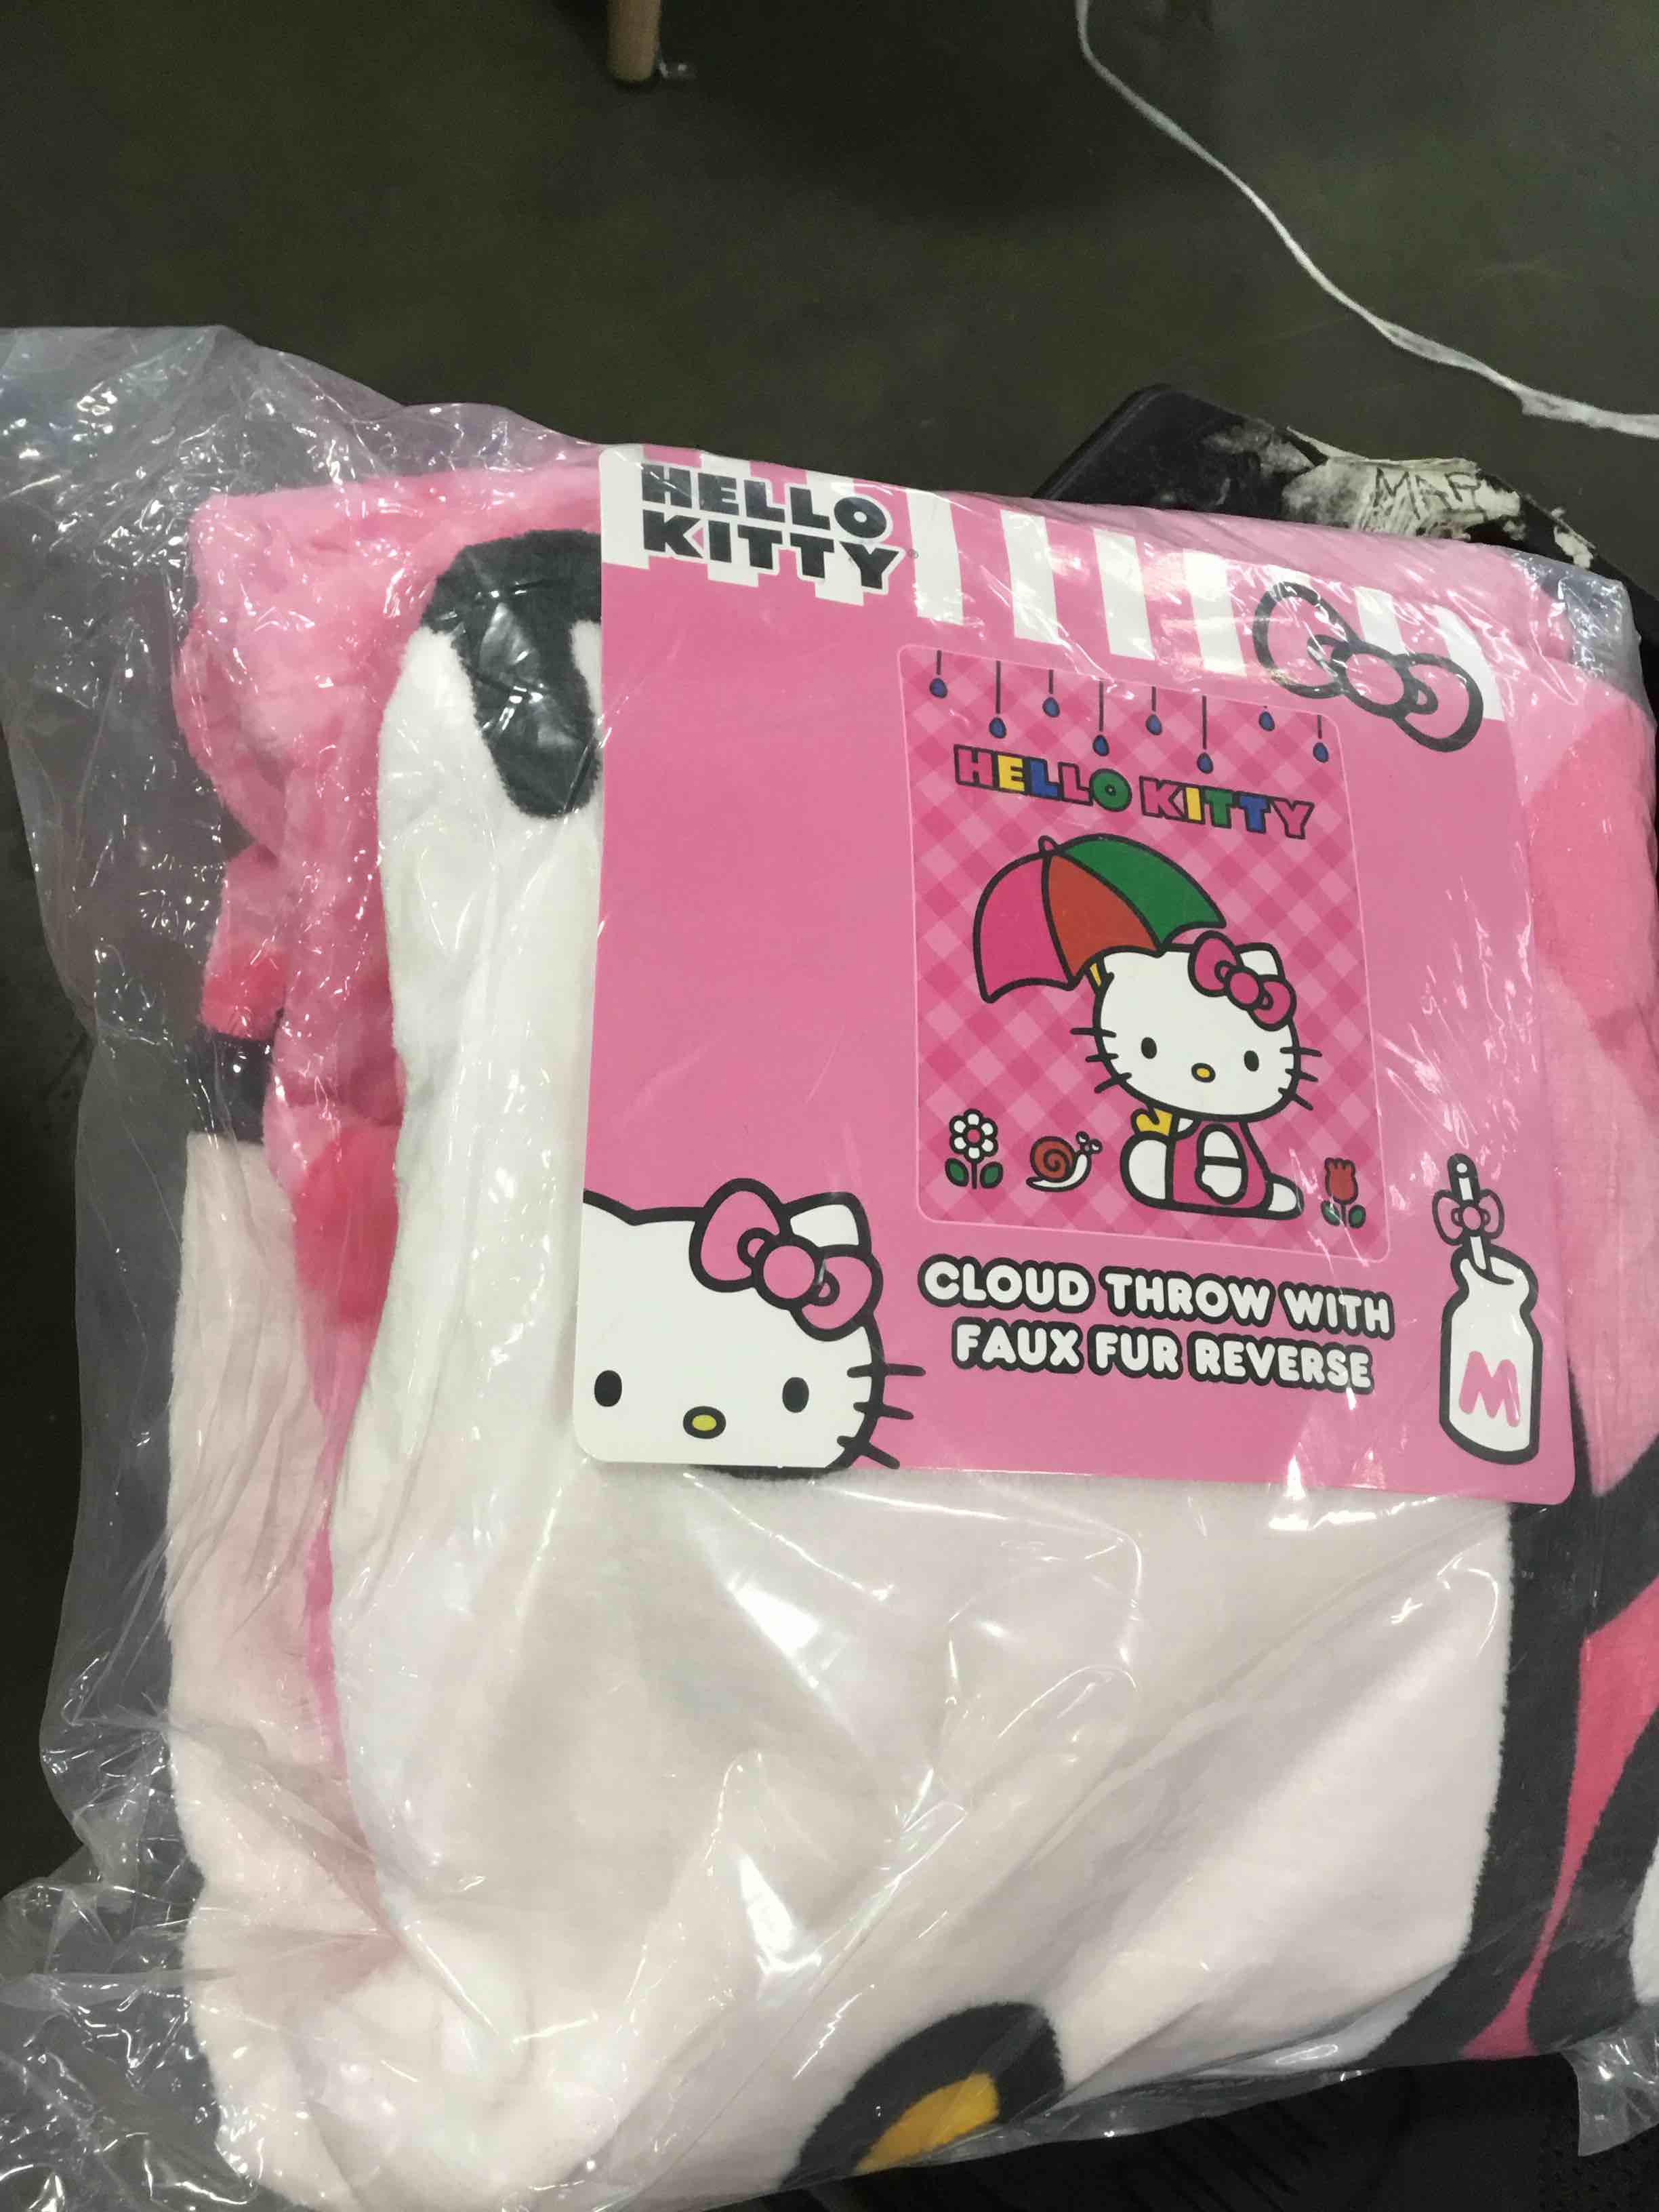 HELLO
KITTY®
HELLO KITTY
CLOUD THROW WITH
FAUX FUR REVERSE
M